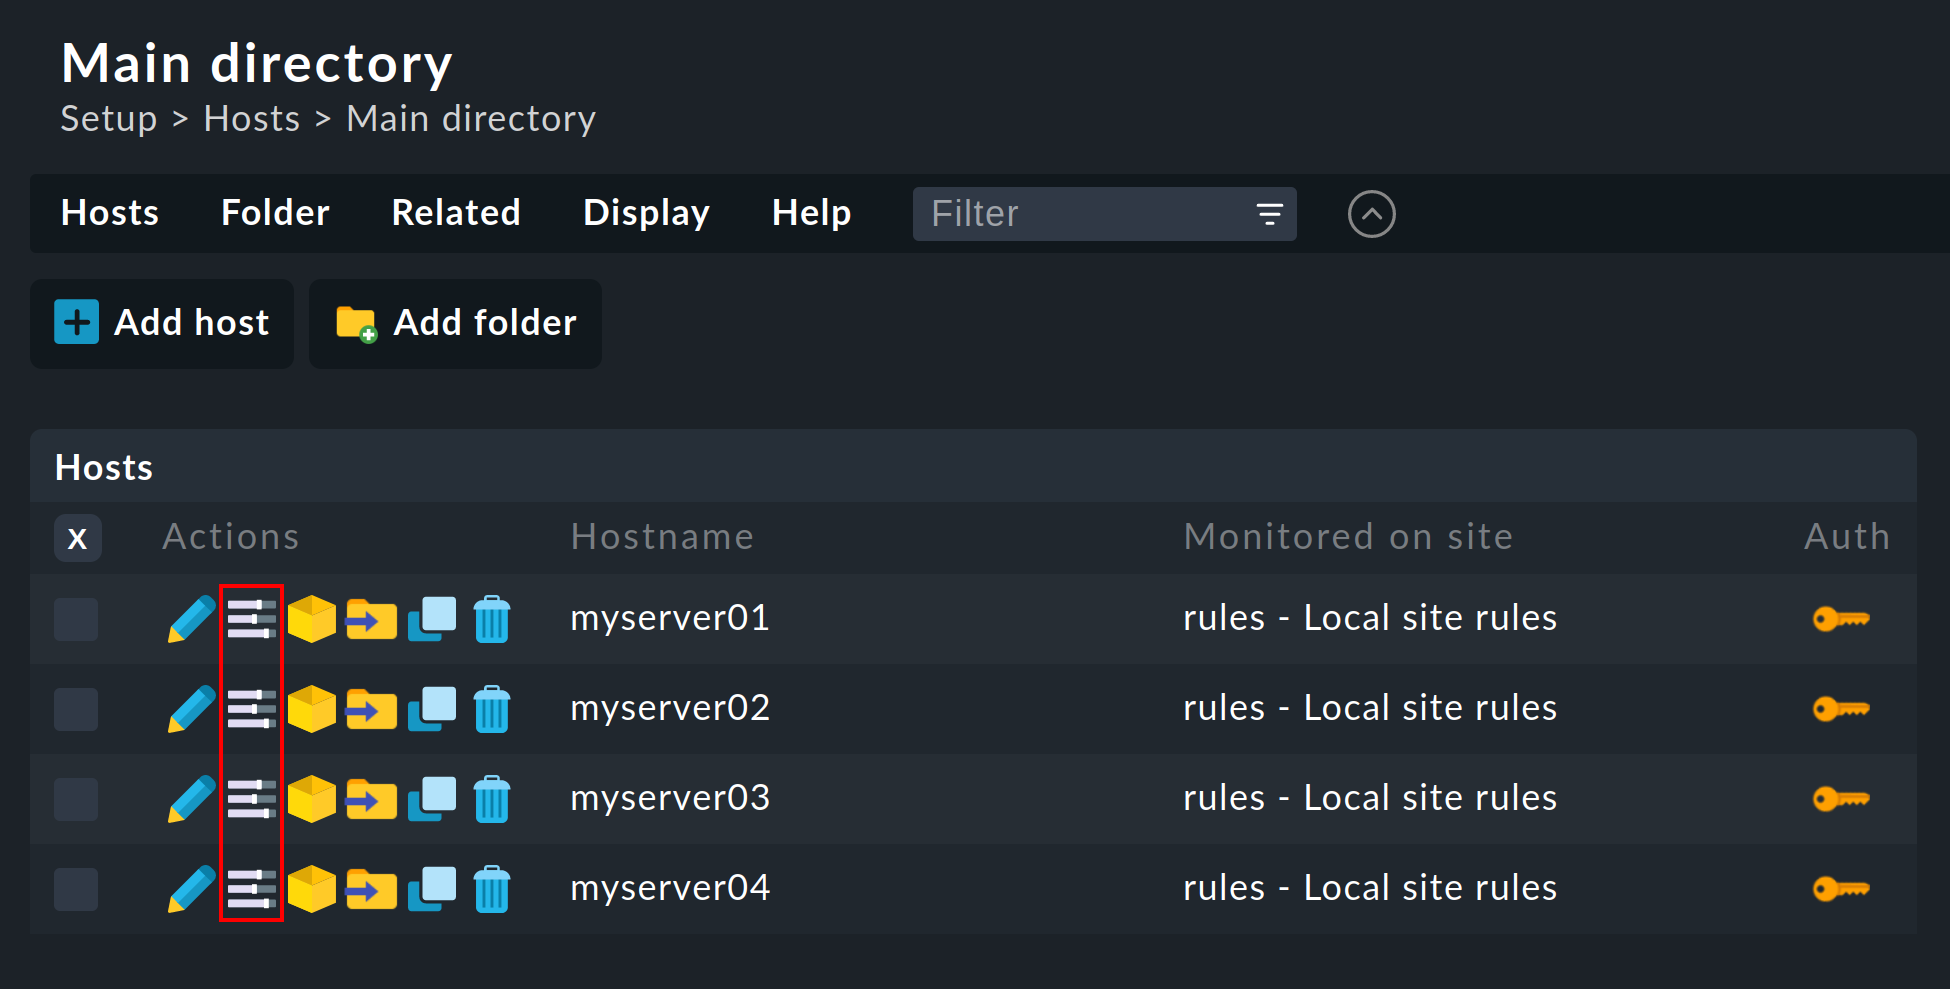 Main directory
Setup > Hosts > Main directory
Hosts Folder Related Display Help Filter
Add host Add folder
Hosts
X Actions Hostname Monitored on site Auth
myserver01 rules - Local site rules
myserver02 rules - Local site rules
myserver03 rules - Local site rules
myserver04 rules - Local site rules